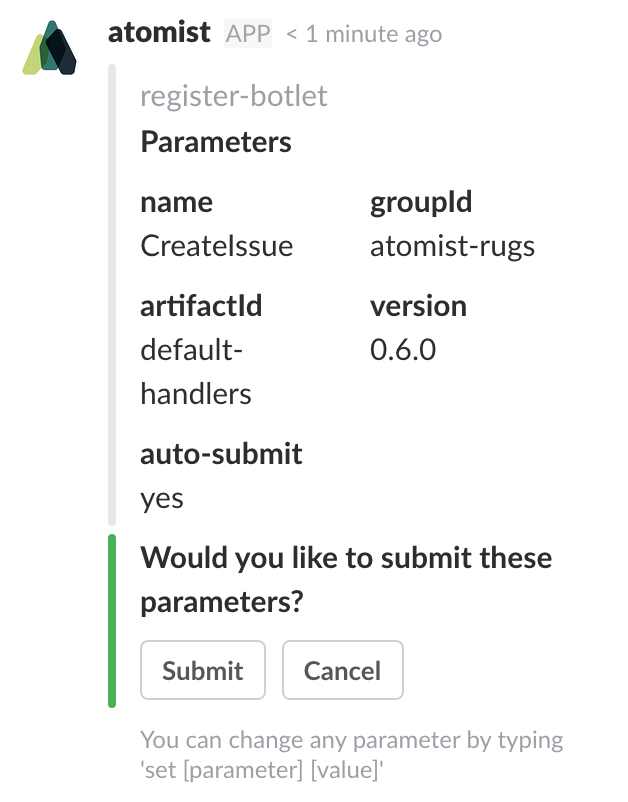 atomist APP < 1 minute ago
register-botlet
Parameters
name groupId
CreateIssue atomist-rugs
artifactId version
default- 0.6.0
handlers
auto-submit
yes
Would you like to submit these
parameters?
Submit Cancel
You can change any parameter by typing
'set [parameter] [value]'